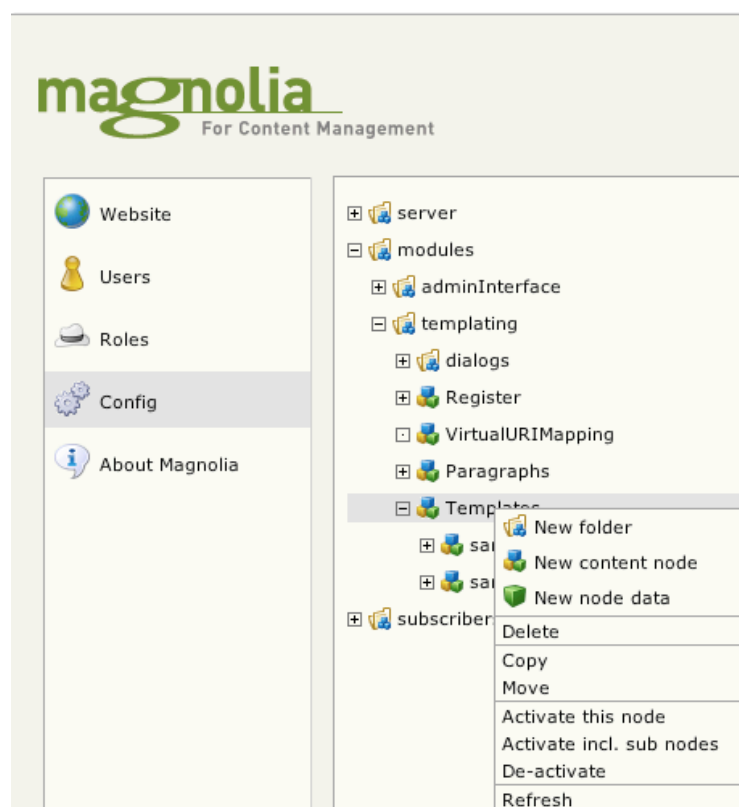 magnolia
For Content Management
Website
Users
Roles
Config
About Magnolia
server
modules
adminInterface
templating
dialogs
Register
VirtualURIMapping
Paragraphs
Templates
subscriber
New folder
New content node
New node data
Delete
Copy
Move
Activate this node
Activate incl. sub nodes
De-activate
Refresh